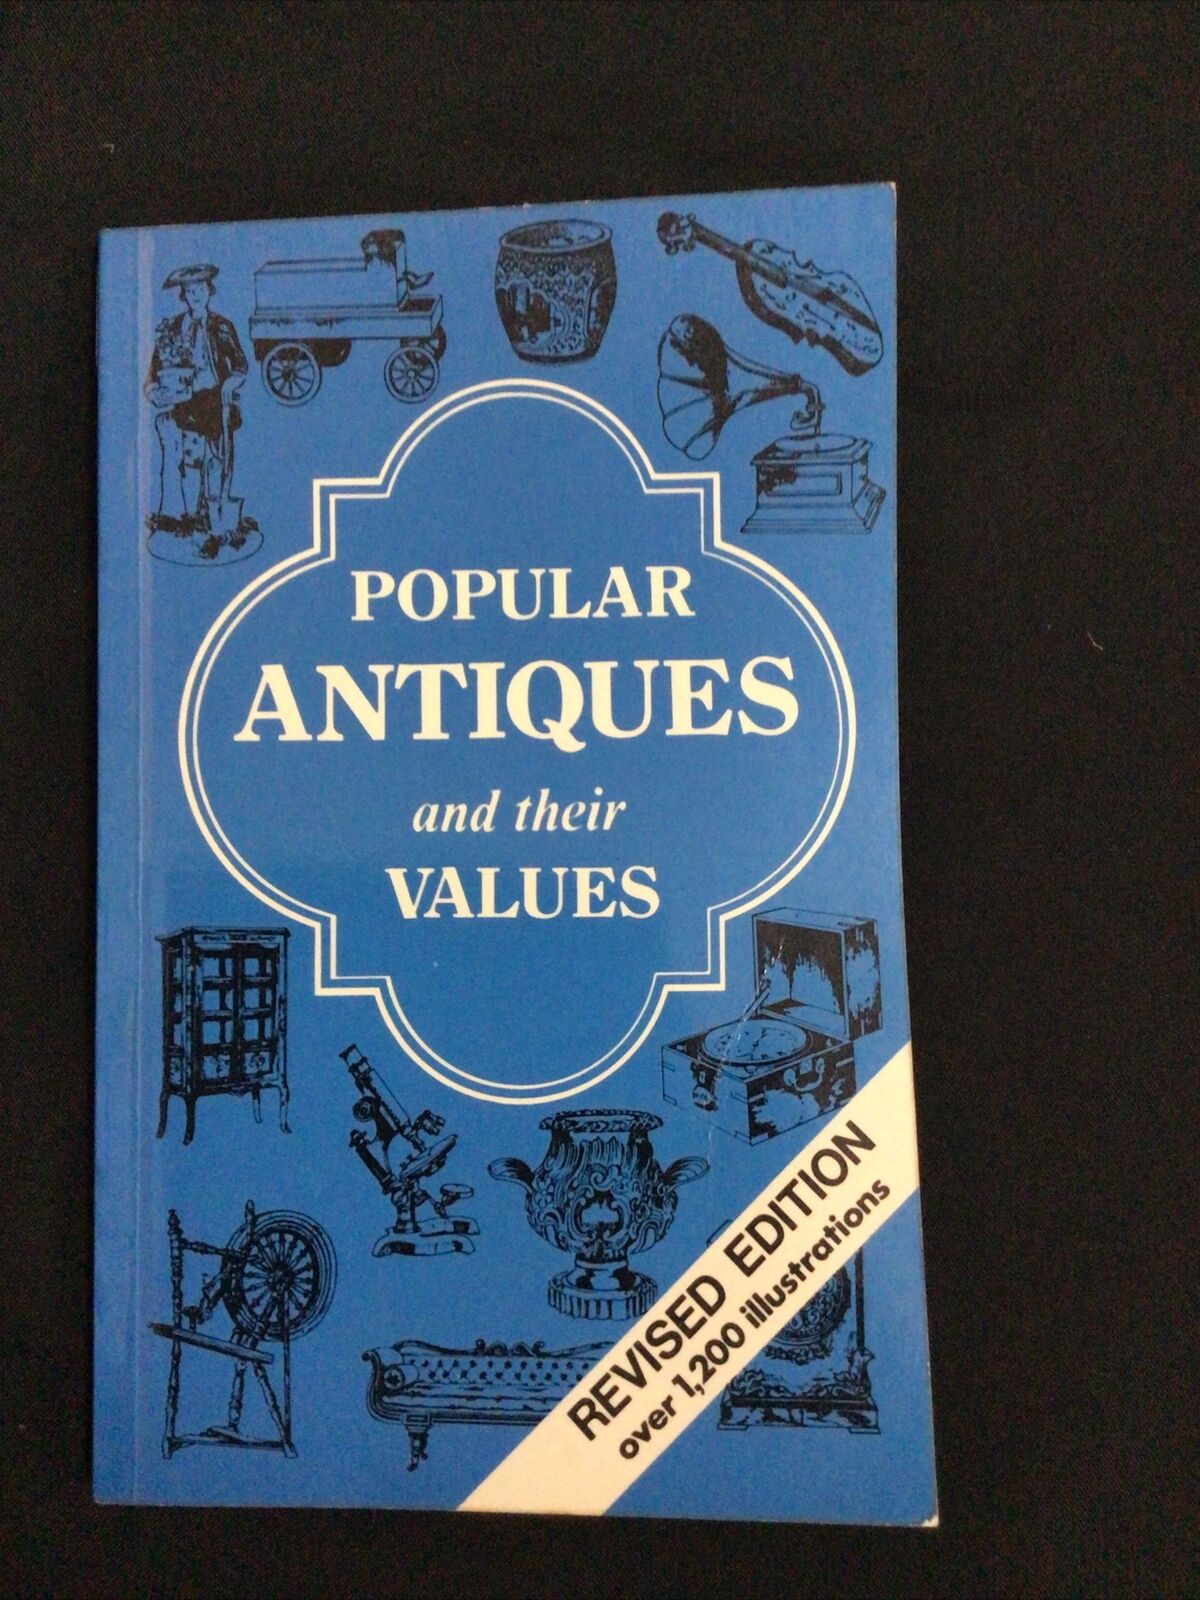 POPULAR
ANTIQUES
and their
VALUES
REVISED EDITION
over 1,200 illustrations